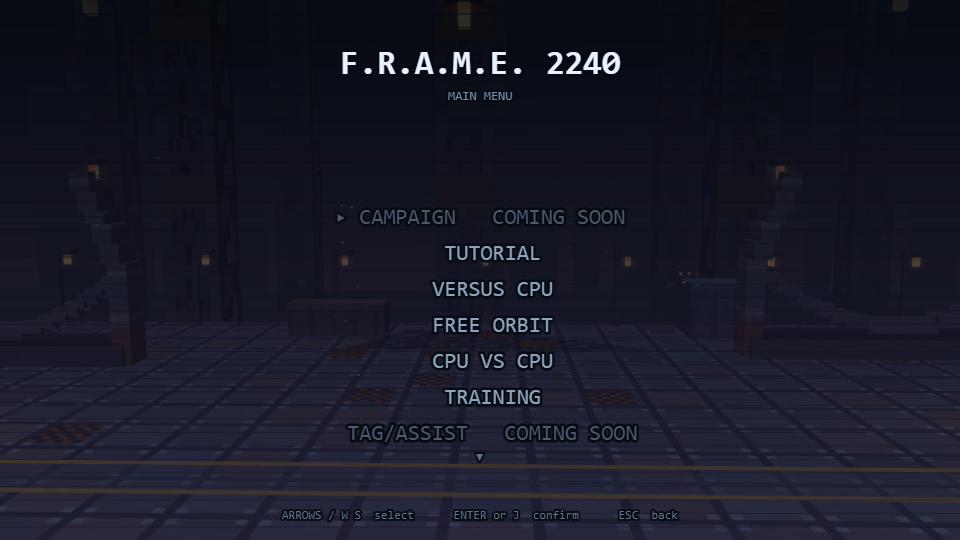 F.R.A.M.E. 2240
MAIN MENU
▸ CAMPAIGN COMING SOON
TUTORIAL
VERSUS CPU
FREE ORBIT
CPU VS CPU
TRAINING
TAG/ASSIST COMING SOON
▼
ARROWS / W S select ENTER or J confirm ESC back